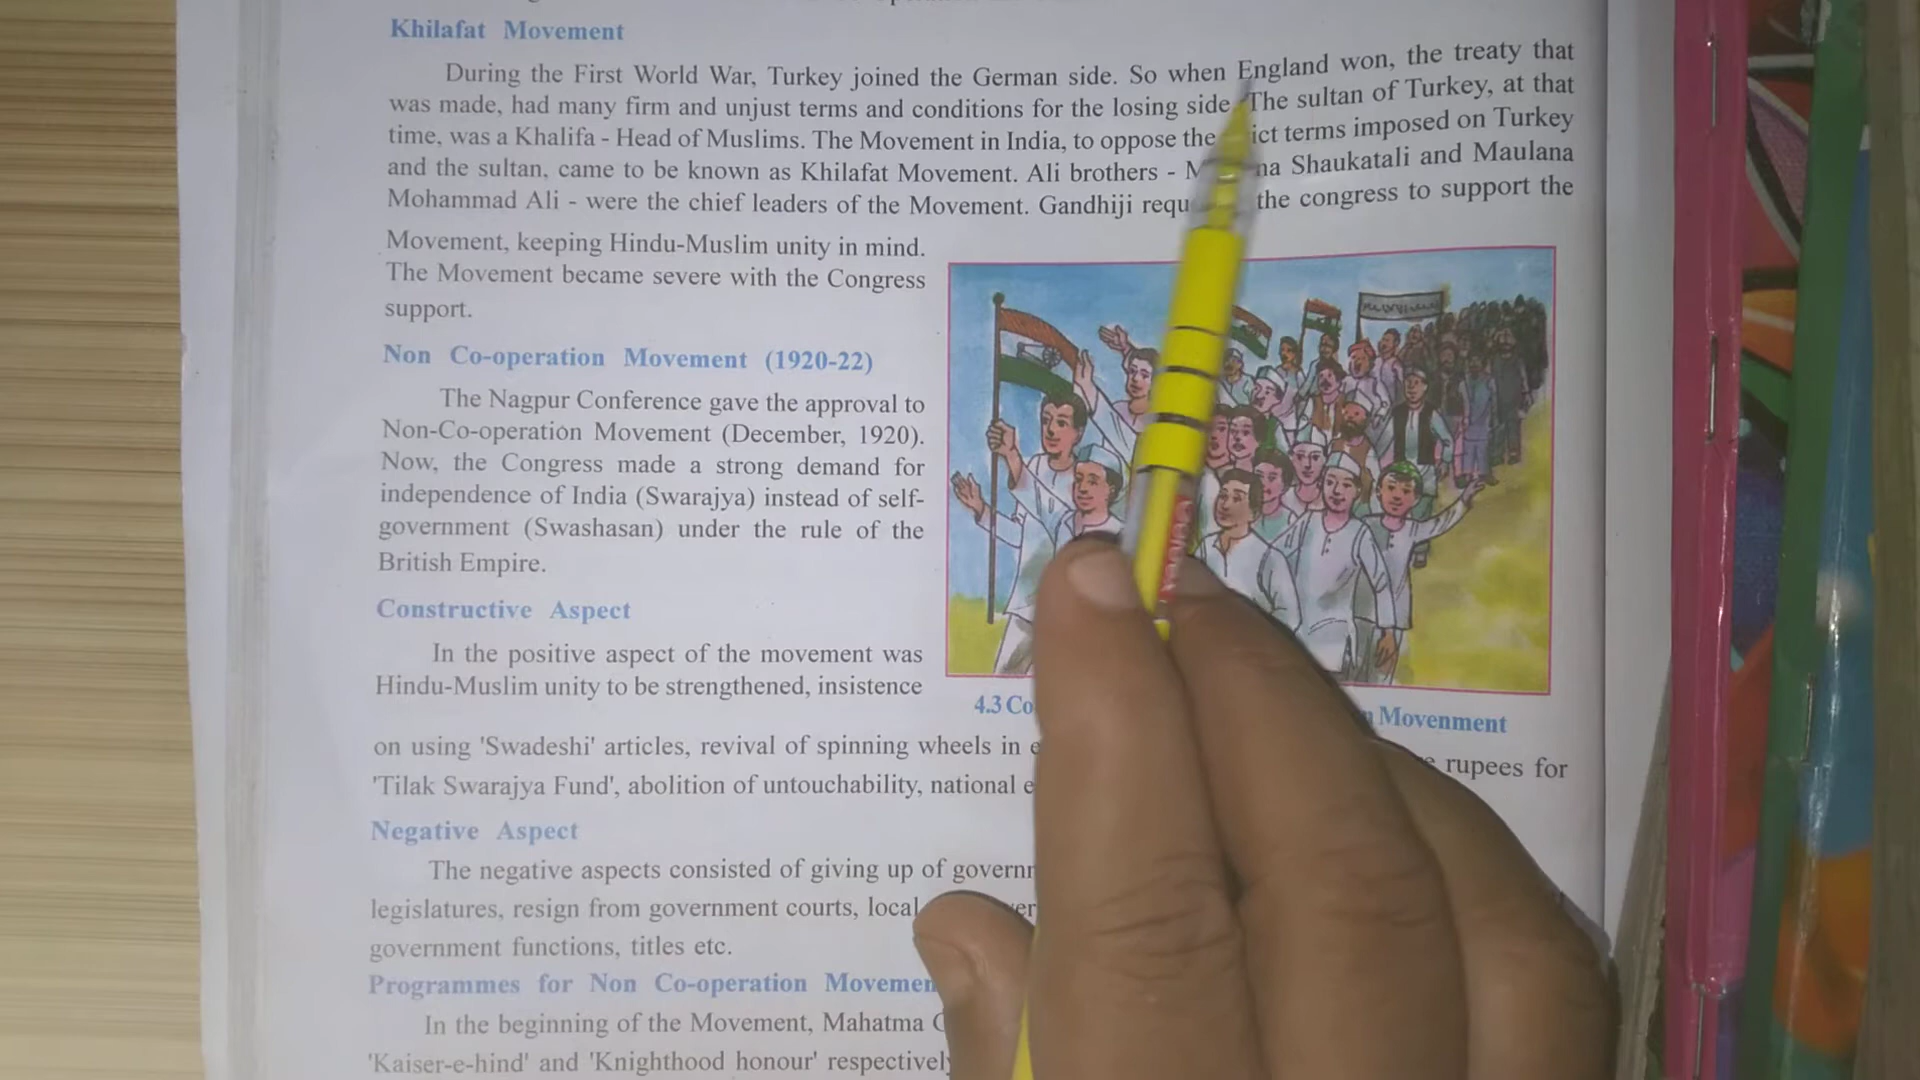 Khilafat Movement
During the First World War, Turkey joined the German side. So when England won, the treaty that
was made, had many firm and unjust terms and conditions for the losing side. The sultan of Turkey, at that
time, was a Khalifa - Head of Muslims. The Movement in India, to oppose the terms imposed on Turkey
and the sultan, came to be known as Khilafat Movement. Ali brothers - Shaukatali and Maulana
Mohammad Ali - were the chief leaders of the Movement. Gandhiji the congress to support the
Movement, keeping Hindu-Muslim unity in mind.
The Movement became severe with the Congress
support.
Non Co-operation Movement (1920-22)
The Nagpur Conference gave the approval to
Non-Co-operation Movement (December, 1920).
Now, the Congress made a strong demand for
independence of India (Swarajya) instead of self-
government (Swashasan) under the rule of the
British Empire.
Constructive Aspect
In the positive aspect of the movement was
Hindu-Muslim unity to be strengthened, insistence
4.3 Movenment
on using 'Swadeshi' articles, revival of spinning wheels in rupees for
'Tilak Swarajya Fund', abolition of untouchability, national
Negative Aspect
The negative aspects consisted of giving up of
legislatures, resign from government courts, local
government functions, titles etc.
Programmes for Non Co-operation
In the beginning of the Movement, Mahatma
'Kaiser-e-hind' and 'Knighthood honour'